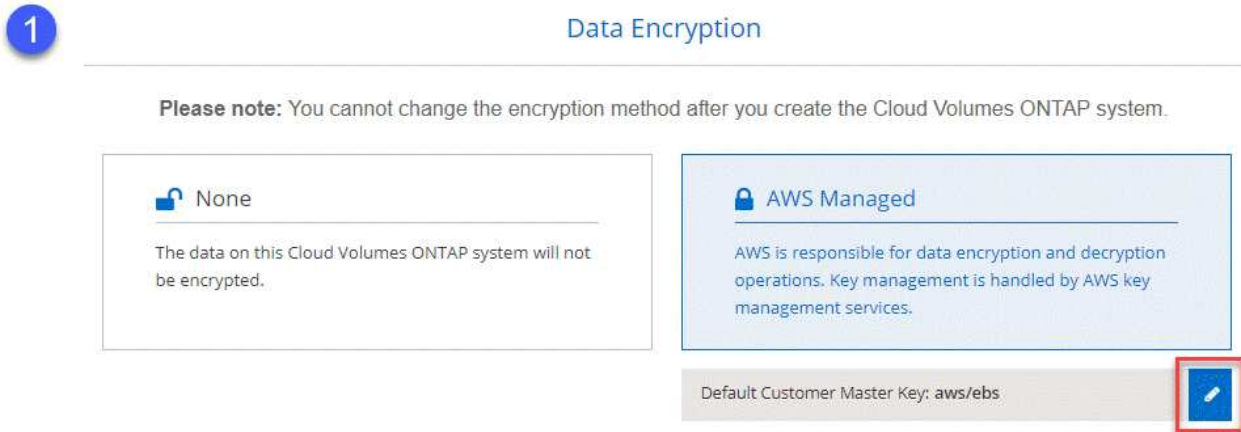 1
Data Encryption
Please note: You cannot change the encryption method after you create the Cloud Volumes ONTAP system.
None
The data on this Cloud Volumes ONTAP system will not
be encrypted.
AWS Managed
AWS is responsible for data encryption and decryption
operations. Key management is handled by AWS key
management services.
Default Customer Master Key: aws/ebs